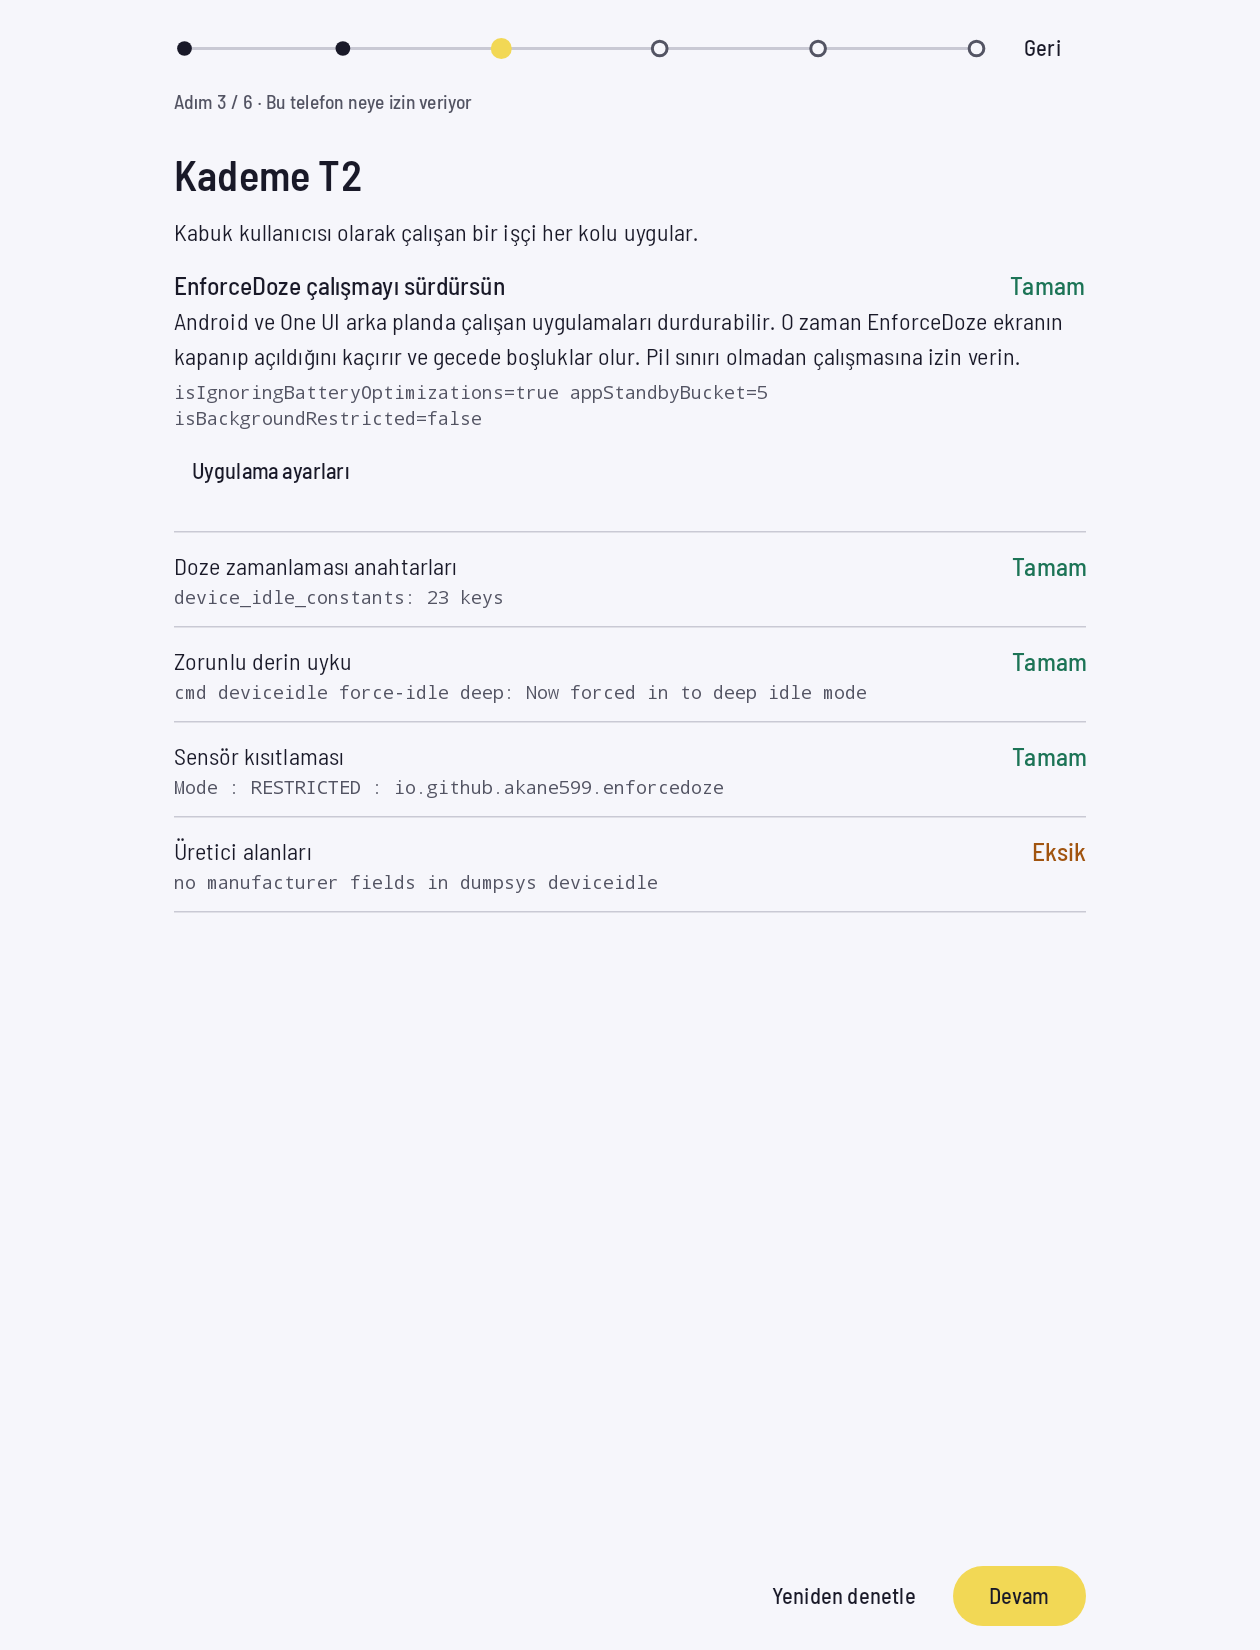 Geri
Adım 3 / 6 · Bu telefon neye izin veriyor
Kademe T2
Kabuk kullanıcısı olarak çalışan bir işçi her kolu uygular.
EnforceDoze çalışmayı sürdürsün
Tamam
Android ve One UI arka planda çalışan uygulamaları durdurabilir. O zaman EnforceDoze ekranın
kapanıp açıldığını kaçırır ve gecede boşluklar olur. Pil sınırı olmadan çalışmasına izin verin.
isIgnoringBatteryOptimizations=true appStandbyBucket=5
isBackgroundRestricted=false
Uygulama ayarları
Doze zamanlaması anahtarları
Tamam
device_idle_constants: 23 keys
Zorunlu derin uyku
Tamam
cmd deviceidle force-idle deep: Now forced in to deep idle mode
Sensör kısıtlaması
Tamam
Mode : RESTRICTED : io.github.akane599.enforcedoze
Üretici alanları
Eksik
no manufacturer fields in dumpsys deviceidle
Yeniden denetle
Devam